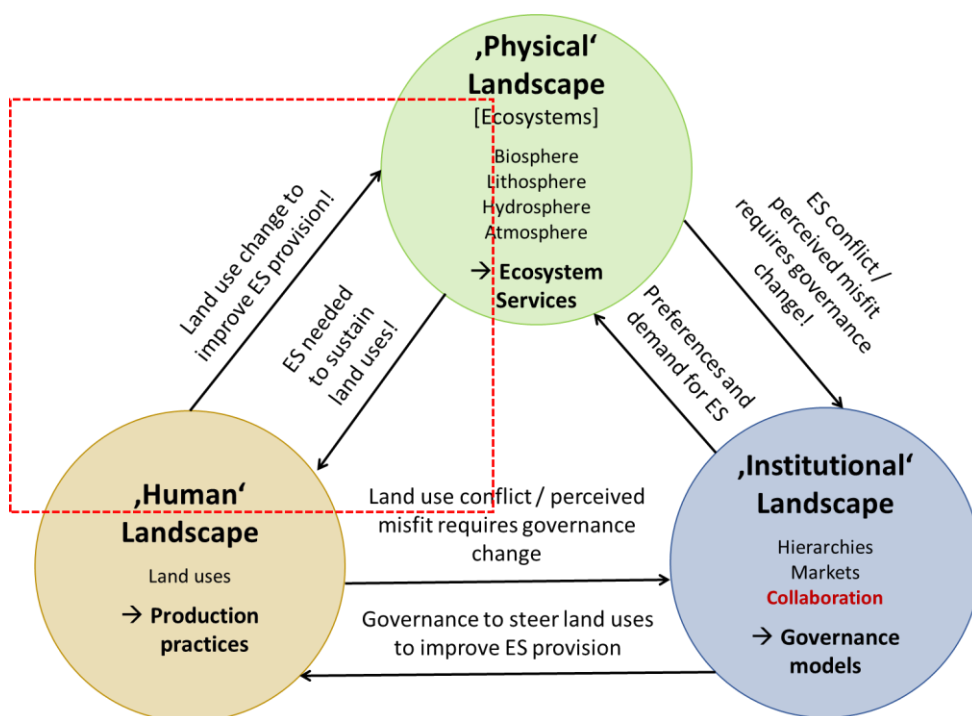 ‚Physical‘
Landscape
[Ecosystems]
Biosphere
Lithosphere
Hydrosphere
Atmosphere
→ Ecosystem
Services
Land use change to
improve ES provision!
ES needed
to sustain
land uses!
ES conflict /
perceived misfit
requires governance
change!
Preferences and
demand for ES
‚Human‘
Landscape
Land uses
→ Production
practices
Land use conflict / perceived
misfit requires governance
change
Governance to steer land uses
to improve ES provision
‚Institutional‘
Landscape
Hierarchies
Markets
Collaboration
→ Governance
models